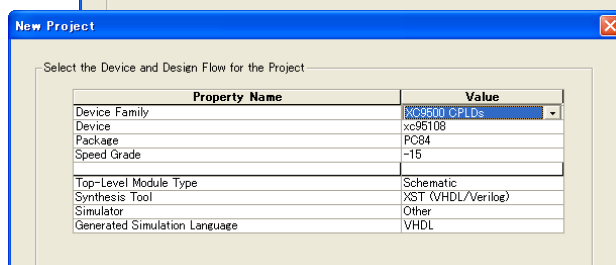 New Project
Select the Device and Design Flow for the Project
Property Name Value
Device Family XC9500 CPLDs
Device xc95108
Package PC84
Speed Grade -15
Top-Level Module Type Schematic
Synthesis Tool XST (VHDL/Verilog)
Simulator Other
Generated Simulation Language VHDL